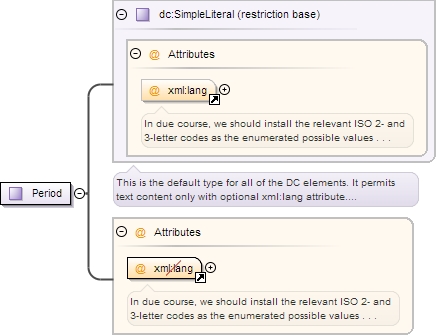 dc:SimpleLiteral (restriction base)
@ Attributes
@ xml:lang
In due course, we should install the relevant ISO 2- and
3-letter codes as the enumerated possible values . . .
This is the default type for all of the DC elements. It permits
text content only with optional xml:lang attribute....
Period
@ Attributes
@ xml:lang
In due course, we should install the relevant ISO 2- and
3-letter codes as the enumerated possible values . . .